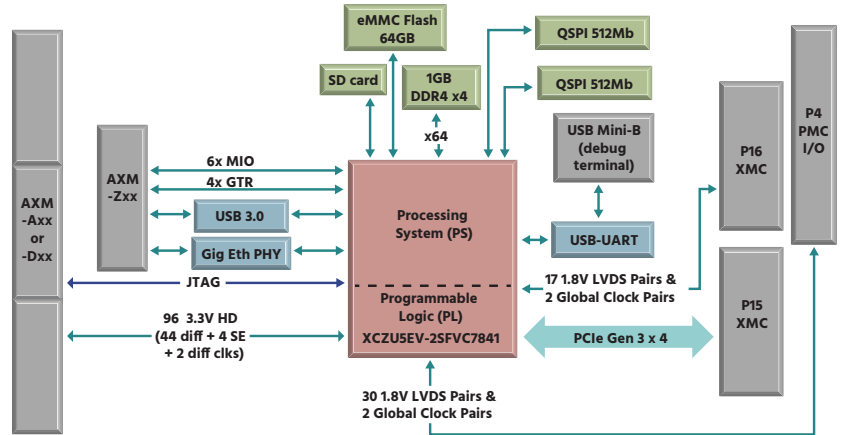 eMMC Flash
64GB
QSPI 512Mb
SD card
1GB
DDR4 x4
QSPI 512Mb
x64
USB Mini-B
(debug
terminal)
P16
XMC
P4
PMC
I/O
AXM
-Zxx
6x MIO
4x GTR
USB 3.0
Gig Eth PHY
AXM
-Axx
or
-Dxx
JTAG
Processing
System (PS)
USB-UART
17 1.8V LVDS Pairs &
2 Global Clock Pairs
Programmable
Logic (PL)
XCZU5EV-2SFVC7841
96 3.3V HD
(44 diff + 4 SE
+ 2 diff clks)
PCIe Gen 3 x 4
P15
XMC
30 1.8V LVDS Pairs &
2 Global Clock Pairs